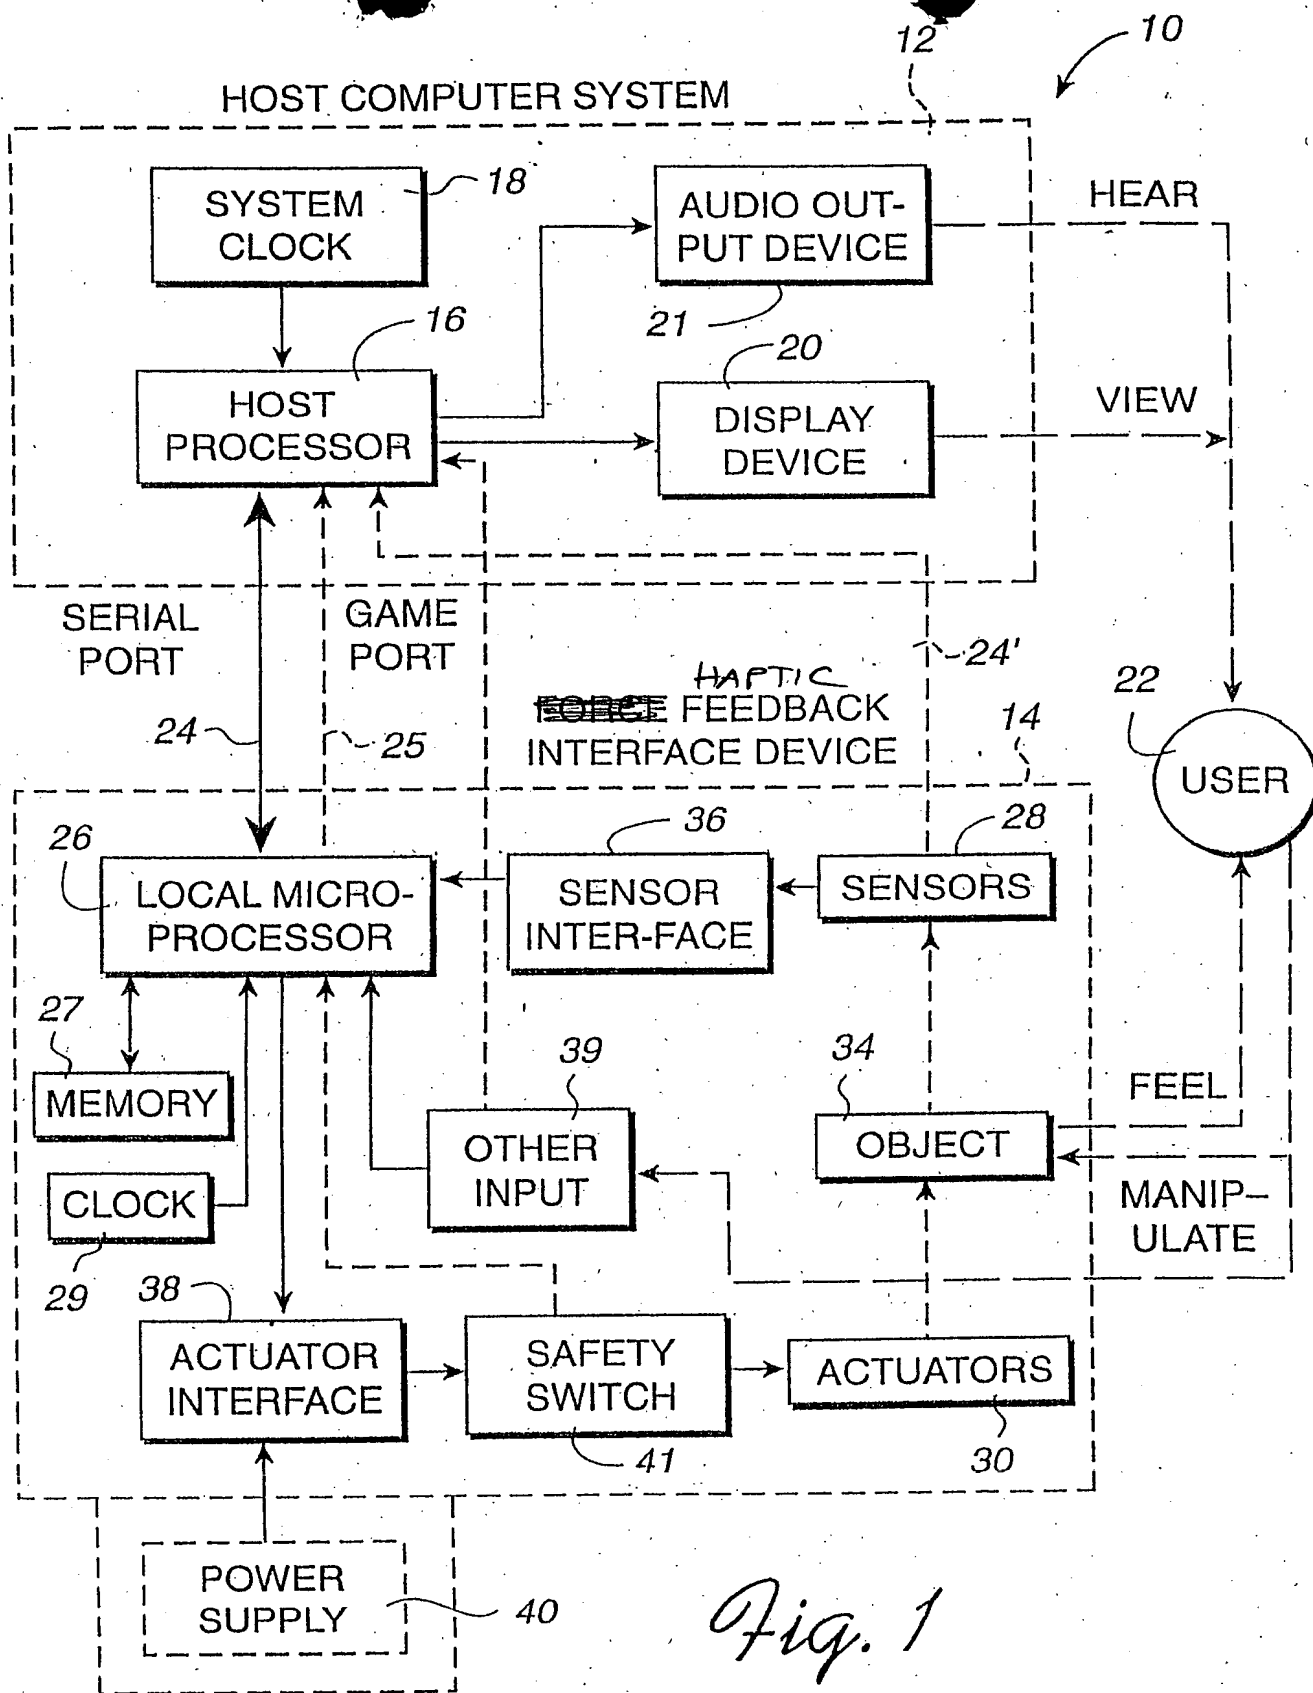 10
12
HOST COMPUTER SYSTEM
SYSTEM
CLOCK
18
AUDIO OUT-
PUT DEVICE
21
HEAR
16
HOST
PROCESSOR
20
DISPLAY
DEVICE
VIEW
SERIAL
PORT
GAME
PORT
24'
HAPTIC
FORCE FEEDBACK
INTERFACE DEVICE
24
25
14
22
USER
26
LOCAL MICRO-
PROCESSOR
36
SENSOR
INTER-FACE
28
SENSORS
27
MEMORY
CLOCK
29
39
OTHER
INPUT
34
OBJECT
FEEL
MANIP-
ULATE
38
ACTUATOR
INTERFACE
SAFETY
SWITCH
41
ACTUATORS
30
POWER
SUPPLY
40
Fig. 1